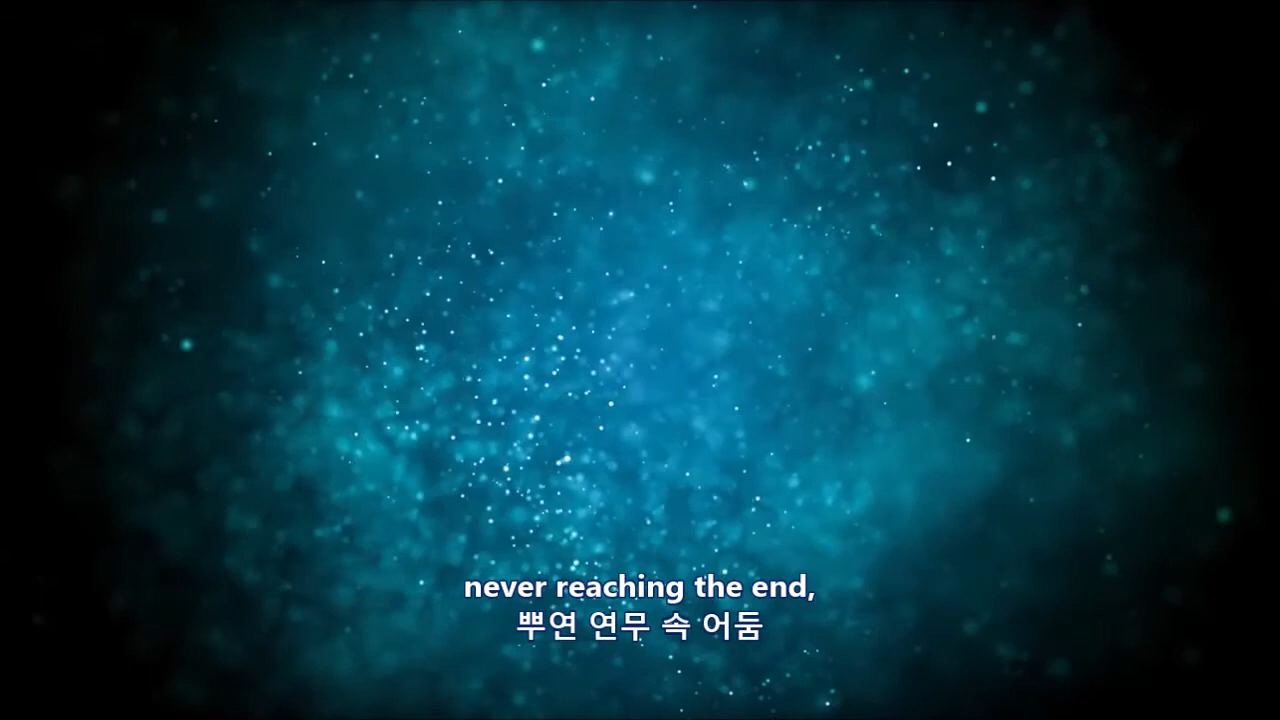 never reaching the end,
뿌연 연무 속 어둠